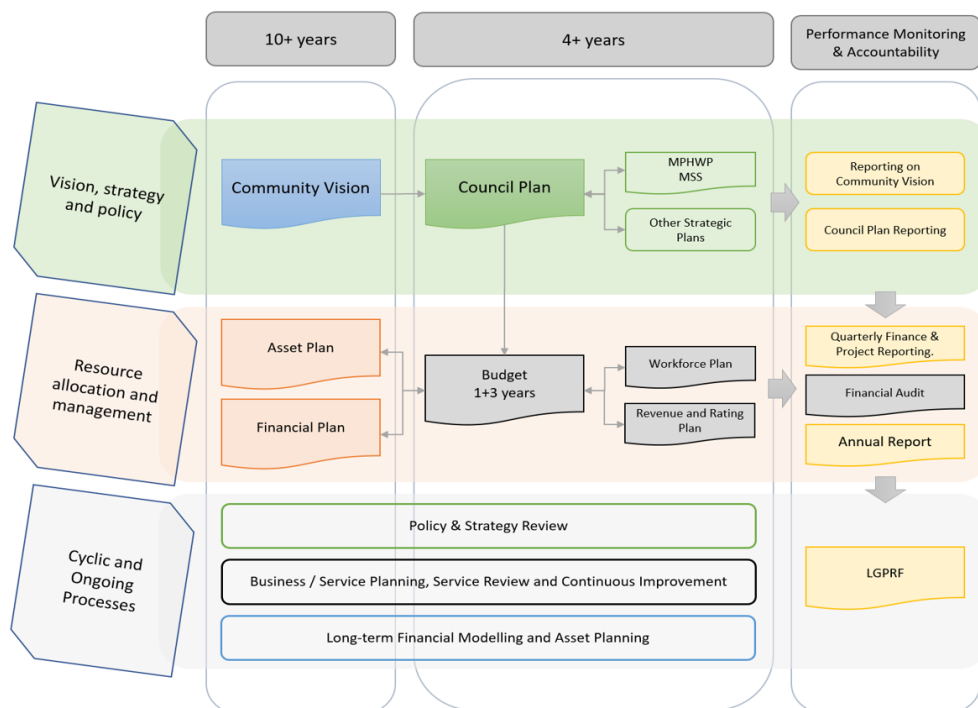 10+ years
4+ years
Performance Monitoring
& Accountability
Vision, strategy
and policy
Community Vision
Council Plan
MPHWP
MSS
Other Strategic
Plans
Reporting on
Community Vision
Council Plan Reporting
Resource
allocation and
management
Asset Plan
Financial Plan
Budget
1+3 years
Workforce Plan
Revenue and Rating
Plan
Quarterly Finance &
Project Reporting.
Financial Audit
Annual Report
Cyclic and
Ongoing
Processes
Policy & Strategy Review
Business / Service Planning, Service Review and Continuous Improvement
Long-term Financial Modelling and Asset Planning
LGPRF